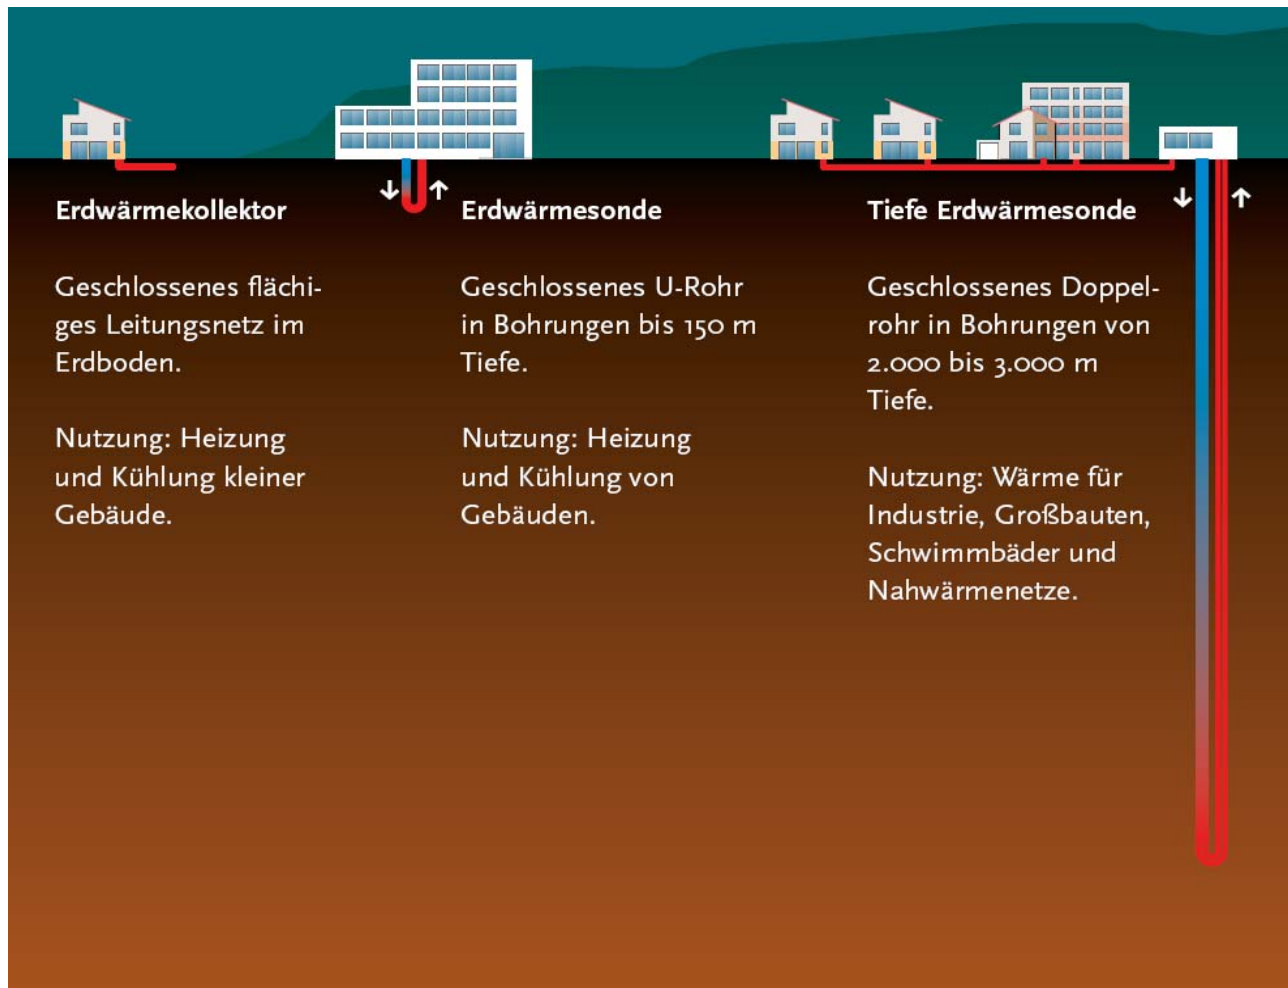 Erdwärmekollektor
Geschlossenes flächi-
ges Leitungsnetz im
Erdboden.
Nutzung: Heizung
und Kühlung kleiner
Gebäude.
Erdwärmesonde
Geschlossenes U-Rohr
in Bohrungen bis 150 m
Tiefe.
Nutzung: Heizung
und Kühlung von
Gebäuden.
Tiefe Erdwärmesonde
Geschlossenes Doppel-
rohr in Bohrungen von
2.000 bis 3.000 m
Tiefe.
Nutzung: Wärme für
Industrie, Großbauten,
Schwimmbäder und
Nahwärmenetze.